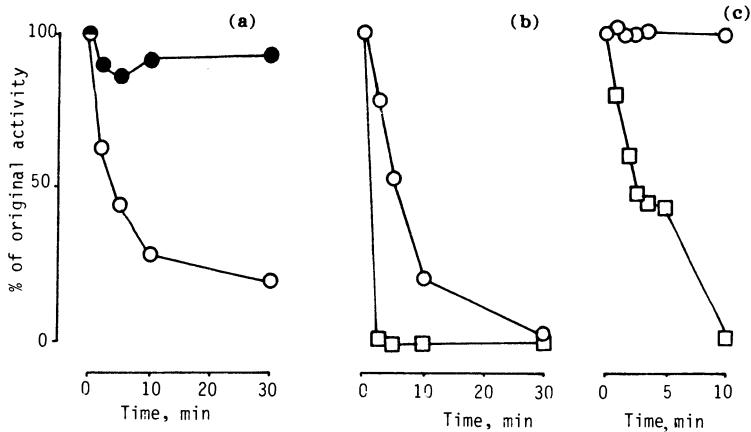 (a)
(b)
(c)
100
50
0
% of original activity
0 10 20 30
Time, min
0 10 20 30
Time, min
0 5 10
Time, min